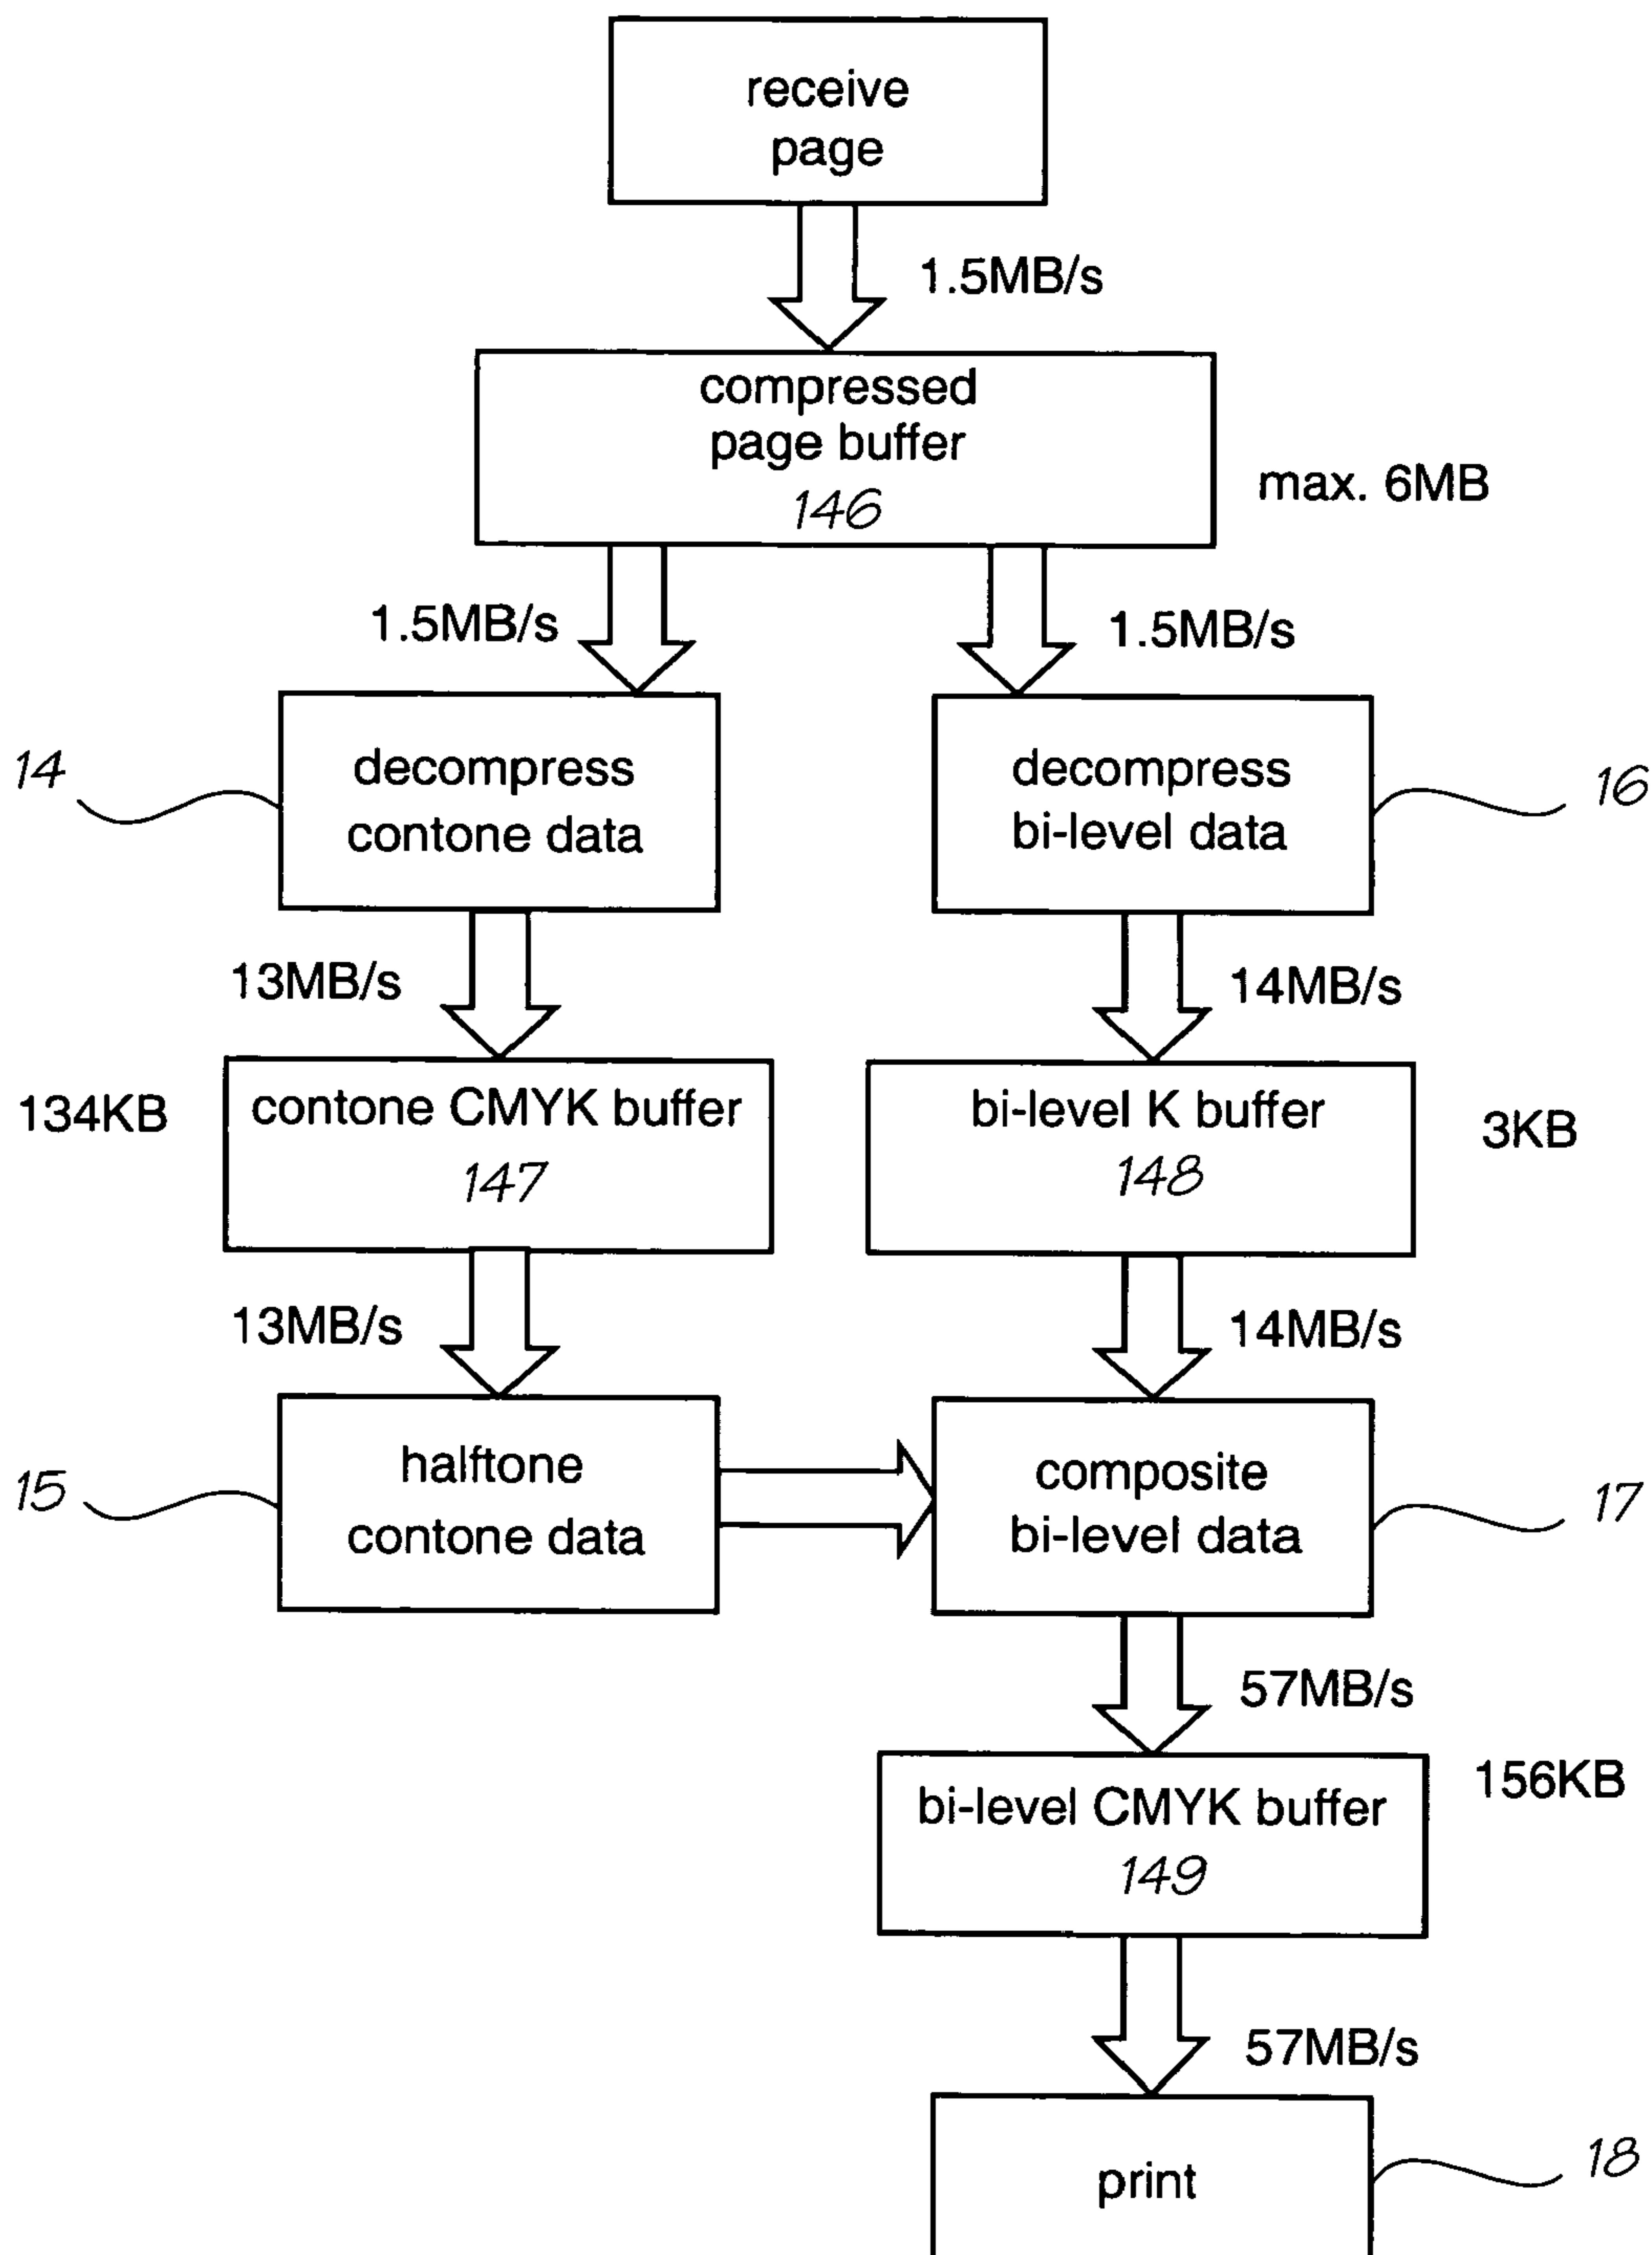 receive
page
1.5MB/s
compressed
page buffer
146
max. 6MB
1.5MB/s
1.5MB/s
14
decompress
contone data
decompress
bi-level data
16
13MB/s
14MB/s
134KB
contone CMYK buffer
147
bi-level K buffer
148
3KB
13MB/s
14MB/s
15
halftone
contone data
composite
bi-level data
17
57MB/s
156KB
bi-level CMYK buffer
149
57MB/s
print
18